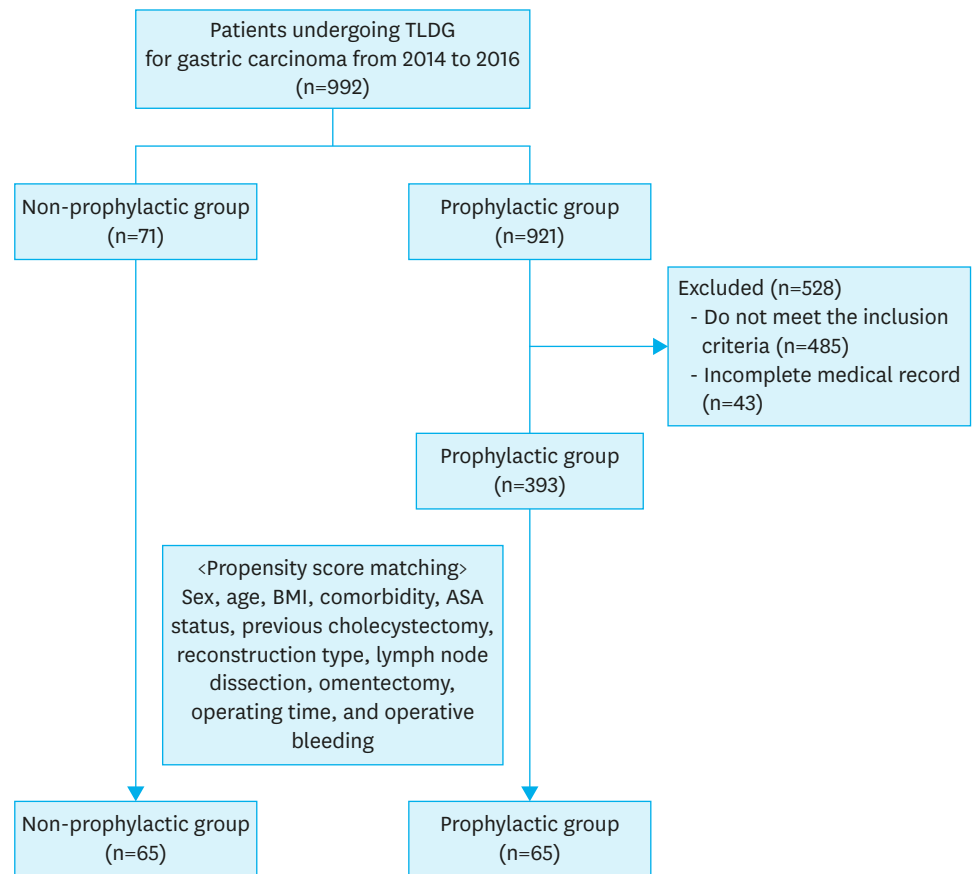 Patients undergoing TLDG
for gastric carcinoma from 2014 to 2016
(n=992)
Non-prophylactic group
(n=71)
Prophylactic group
(n=921)
Excluded (n=528)
- Do not meet the inclusion
criteria (n=485)
- Incomplete medical record
(n=43)
Prophylactic group
(n=393)
<Propensity score matching>
Sex, age, BMI, comorbidity, ASA
status, previous cholecystectomy,
reconstruction type, lymph node
dissection, omentectomy,
operating time, and operative
bleeding
Non-prophylactic group
(n=65)
Prophylactic group
(n=65)